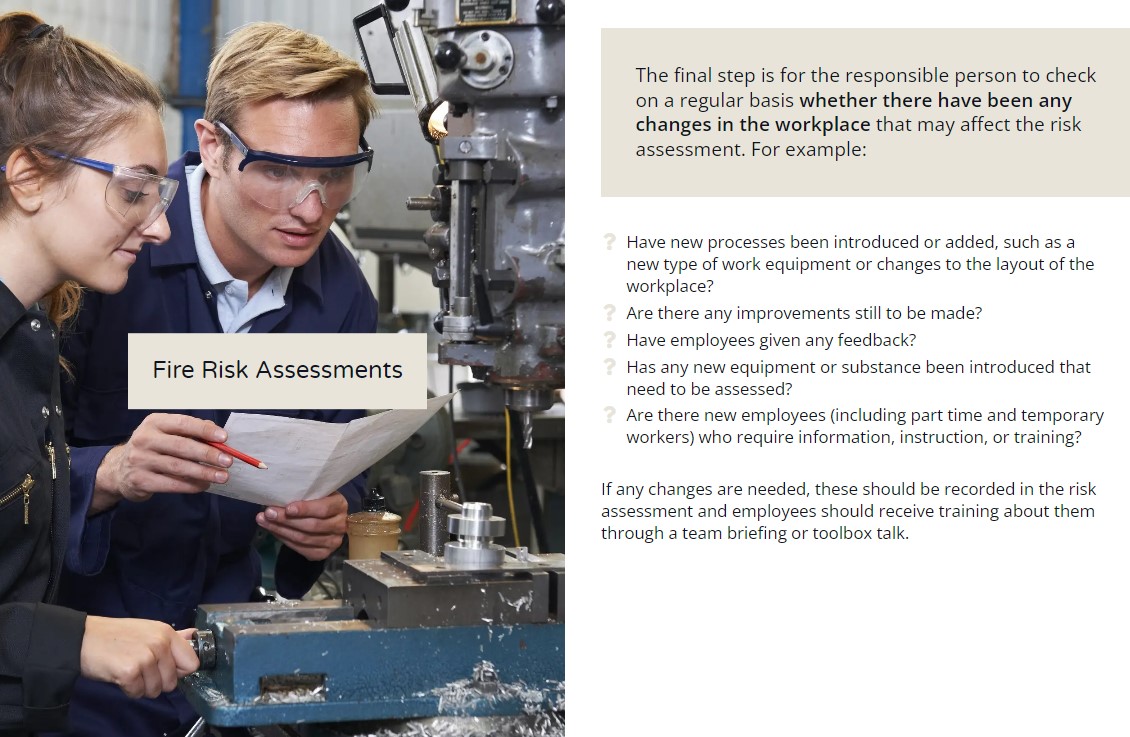 Fire Risk Assessments
The final step is for the responsible person to check
on a regular basis whether there have been any
changes in the workplace that may affect the risk
assessment. For example:
? Have new processes been introduced or added, such as a
new type of work equipment or changes to the layout of the
workplace?
? Are there any improvements still to be made?
? Have employees given any feedback?
? Has any new equipment or substance been introduced that
need to be assessed?
? Are there new employees (including part time and temporary
workers) who require information, instruction, or training?
If any changes are needed, these should be recorded in the risk
assessment and employees should receive training about them
through a team briefing or toolbox talk.